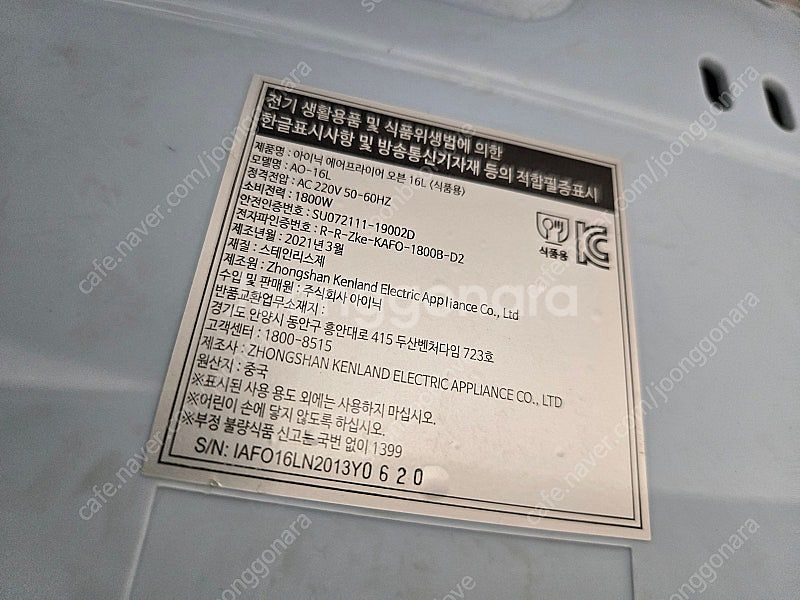 전기 생활용품 및 식품위생법에 의한
한글표시사항 및 방송통신기자재 등의 적합필증표시
제품명 : 아이닉 에어프라이어 오븐 16L (식품용)
모델명 : AO-16L
정격전압 : AC 220V 50-60HZ
소비전력 : 1800W
안전인증번호 : SU072111-19002D
전자파인증번호 : R-R-Zke-KAFO-1800B-D2
제조년월 : 2021년 3월
재질 : 스테인리스제
제조원 : Zhongshan Kenland Electric Appliance Co., Ltd
수입 및 판매원 : 주식회사 아이닉
반품교환업무소재지 :
경기도 안양시 동안구 흥안대로 415 두산벤처다임 723호
고객센터 : 1800-8515
제조사 : ZHONGSHAN KENLAND ELECTRIC APPLIANCE CO., LTD
원산지 : 중국
※표시된 사용 용도 외에는 사용하지 마십시오.
※어린이 손에 닿지 않도록 하십시오.
※부정 불량식품 신고는 국번 없이 1399
S/N: IAFO16LN2013Y0620
식품용
joonggonara
cafe.naver.com/joonggonara